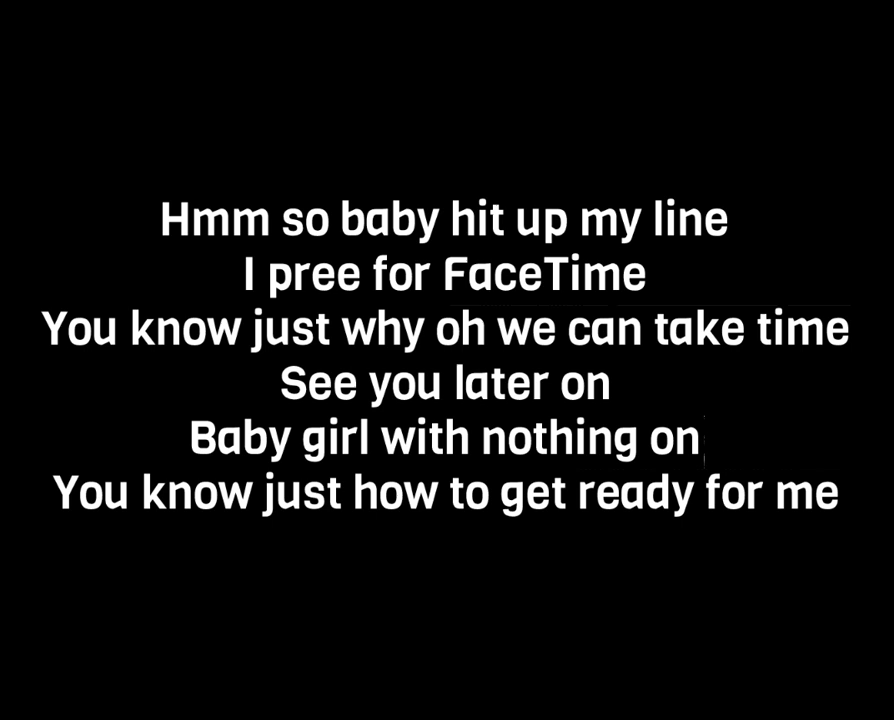 Hmm so baby hit up my line
I pree for FaceTime
You know just why oh we can take time
See you later on
Baby girl with nothing on
You know just how to get ready for me